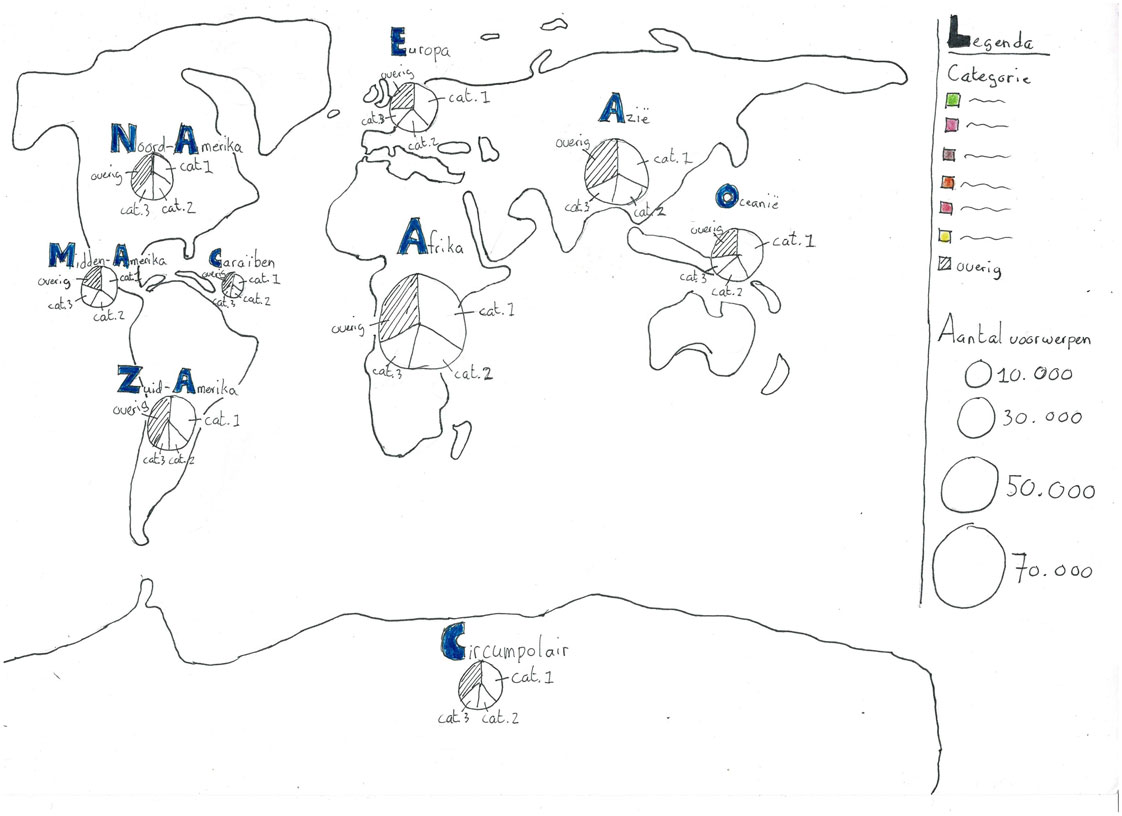 Europa
overig
cat. 1
cat.3
cat.2
Azië
overig
cat. 1
cat.3
cat.2
Noord-Amerika
overig
cat.1
cat.3
cat.2
Oceanië
overig
cat. 1
cat.3
cat.2
Afrika
overig
cat. 1
cat.3
cat.2
Midden-Amerika
overig
cat.1
cat.3
cat.2
Caraïben
overig
cat. 1
cat.3
cat.2
Zuid-Amerika
overig
cat. 1
cat.3
cat.2
Circumpolair
cat. 1
cat.3
cat.2
Legenda
Categorie
overig
Aantal voorwerpen
10.000
30.000
50.000
70.000